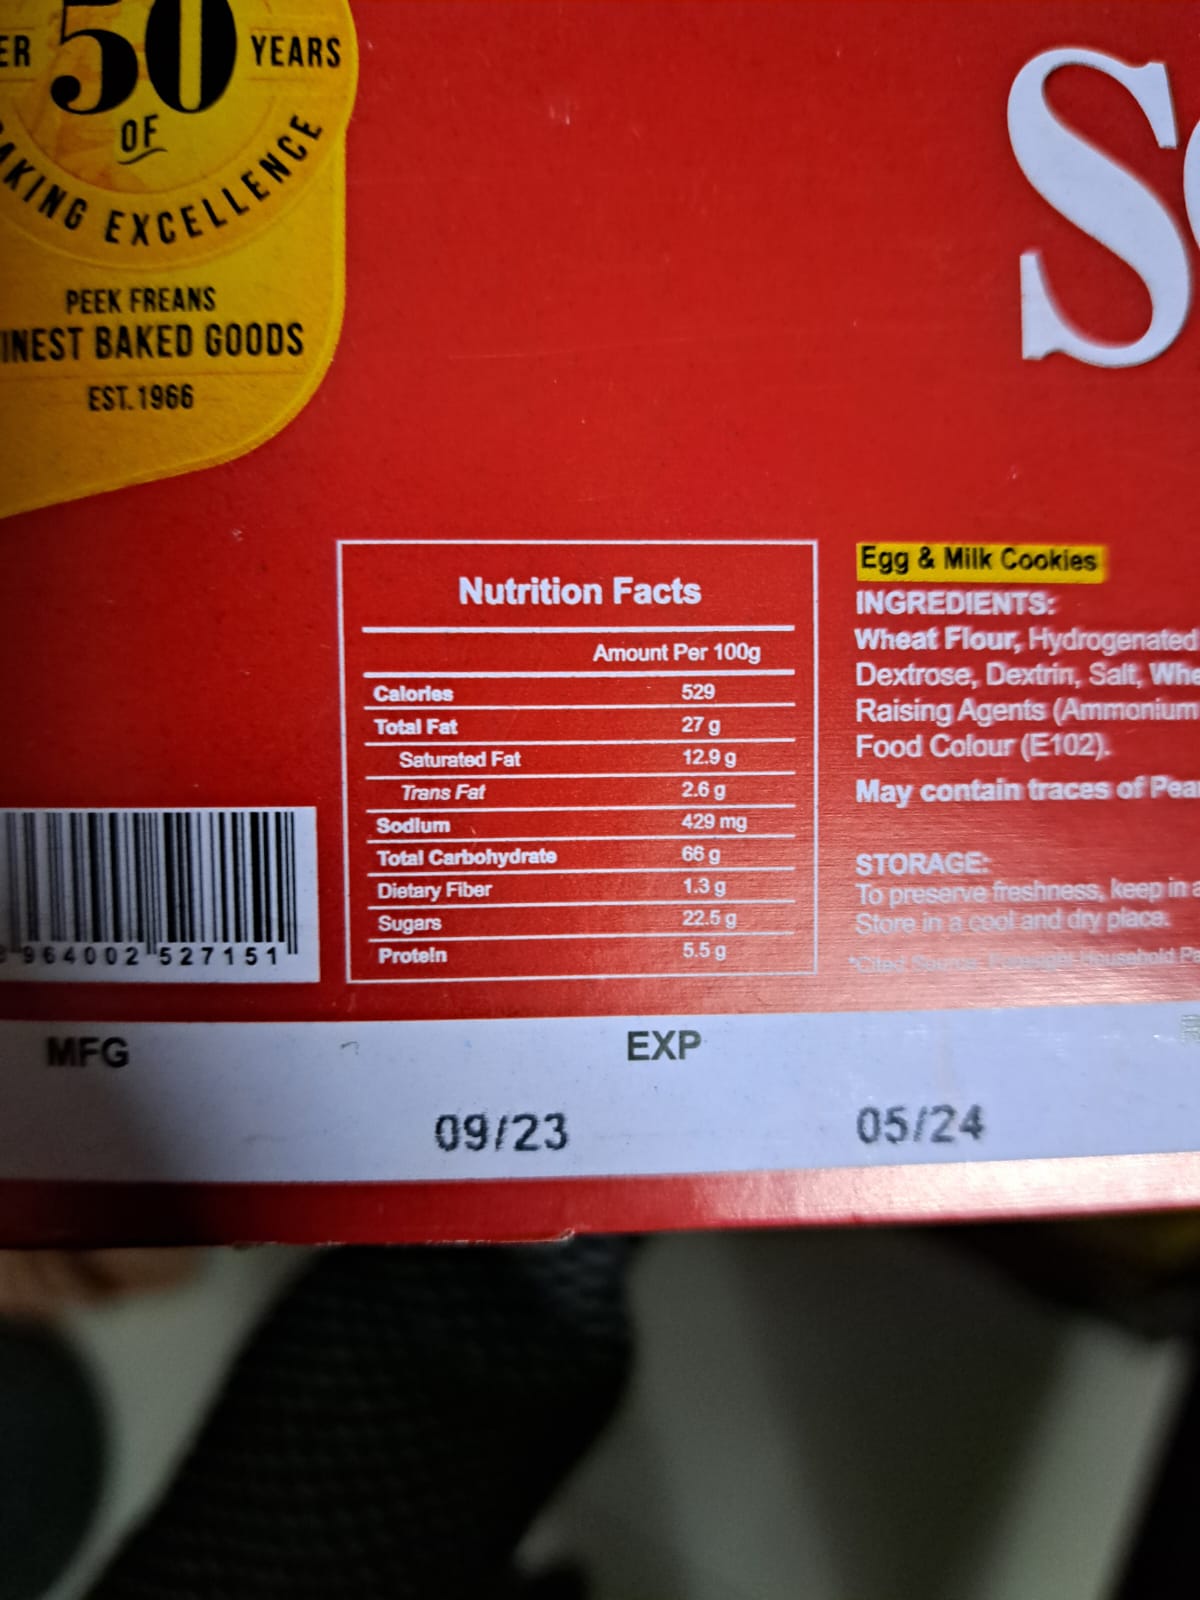 50
YEARS
OF
EXCELLENCE
PEEK FREANS
BAKED GOODS
EST.1966
Nutrition Facts
Amount Per 100g
Calories 529
Total Fat 27 g
Saturated Fat 12.9 g
Trans Fat 2.6 g
Sodium 429 mg
Total Carbohydrate 66 g
Dietary Fiber 1.3 g
Sugars 22.5 g
Protein 5.5 g
Egg & Milk Cookies
INGREDIENTS:
Wheat Flour, Hydrogenated
Dextrose, Dextrin, Salt,
Raising Agents (Ammonium
Food Colour (E102).
May contain traces of
STORAGE:
To preserve freshness, keep in
Store in a cool and dry place.
964002 527151
MFG
EXP
09/23
05/24